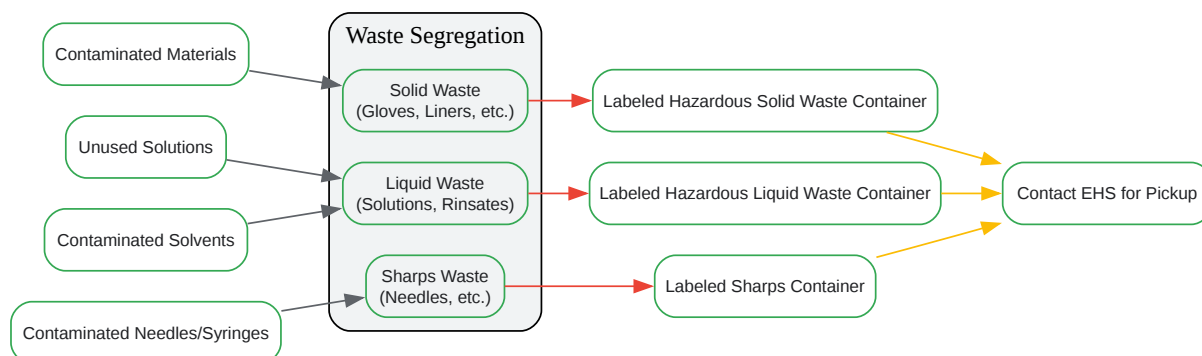 Contaminated Materials
Unused Solutions
Contaminated Solvents
Contaminated Needles/Syringes
Waste Segregation
Solid Waste
(Gloves, Liners, etc.)
Liquid Waste
(Solutions, Rinsates)
Sharps Waste
(Needles, etc.)
Labeled Hazardous Solid Waste Container
Labeled Hazardous Liquid Waste Container
Labeled Sharps Container
Contact EHS for Pickup